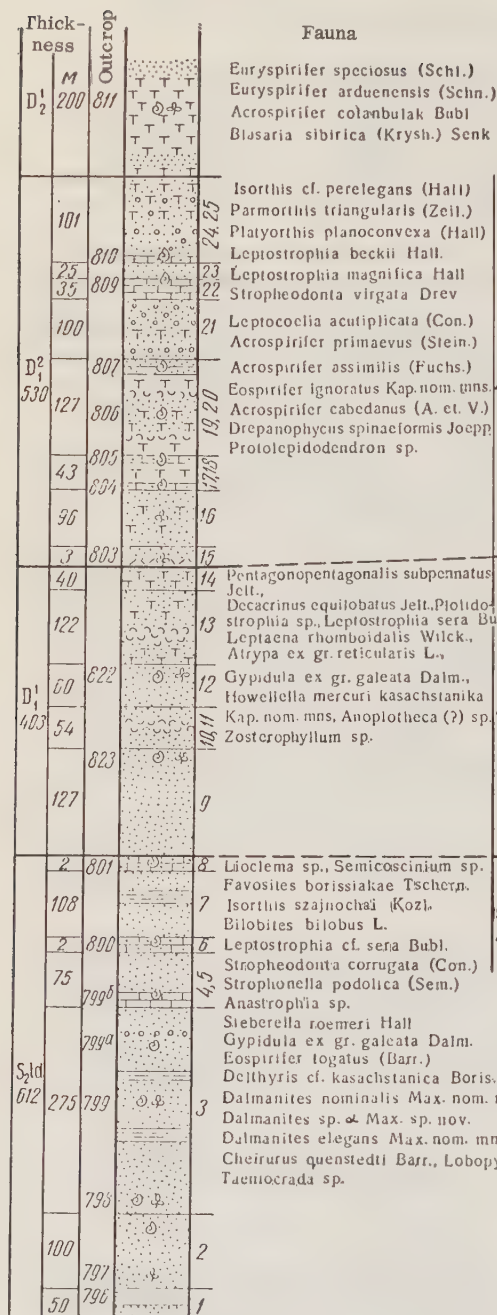 Thick-
ness
Outcrop
Fauna
M
D₂¹ 200 811
Euryspirifer speciosus (Schl.)
Euryspirifer arduenensis (Schn.)
Acrospirifer colanbulak Bubl
Blasaria sibirica (Krysh.) Senk
D₁² 530
101
24.25
Isorthis cf. perelegans (Hall)
Parmorthis triangularis (Zeil.)
Platyorthis planoconvexa (Hall)
810
Leptostrophia beckii Hall.
25
23
Leptostrophia magnifica Hall
35 809
22
Stropheodonta virgata Drev
100
21
Leptocoelia acutiplicata (Con.)
Acrospirifer primaevus (Stein.)
807
Acrospirifer assimilis (Fuchs.)
127
19,20
Eospirifer ignoratus Kap. nom. mns.
806
Acrospirifer cabedanus (A. et. V.)
Drepanophycus spinaeformis Joepp
Protolepidodendron sp.
805
43
17,18
804
96
16
3 803
15
D₁¹ 403
40
14
Pentagonopentagonalis subpennatus
Jelt.,
122
13
Decacrinus equilobatus Jelt., Plolido-
strophia sp., Leptostrophia sera Bu
Leptaena rhomboidalis Wilck.,
Atrypa ex gr. reticularis L.,
822
60
12
Gypidula ex gr. galeata Dalm.,
Howellella mercuri kasachstanika
54
10,11
Kap. nom. mns, Anoplotheca (?) sp.
Zosterophyllum sp.
823
127
9
S₂ld 612
2 801
8
Lioclema sp., Semicoscinium sp.
Favosites borissiakae Tschern.
108
7
Isorthis szajnochai (Kozl.
Bilobites bilobus L.
2 800
6
Leptostrophia cf. sera Bubl.
75
4,5
Stropheodonta corrugata (Con.)
Strophonella podolica (Sem.)
799б
Anastrophia sp.
Sieberella roemeri Hall
799а
Gypidula ex gr. galeata Dalm.
Eospirifer togatus (Barr.)
Delthyris cf. kasachstanica Boris.
275 799
3
Dalmanites nominalis Max. nom.
Dalmanites sp. α Max. sp. nov.
Dalmanites elegans Max. nom. mn
Cheirurus quenstedti Barr., Lobopy
Taeniocrada sp.
798
100
2
797
50 796
1